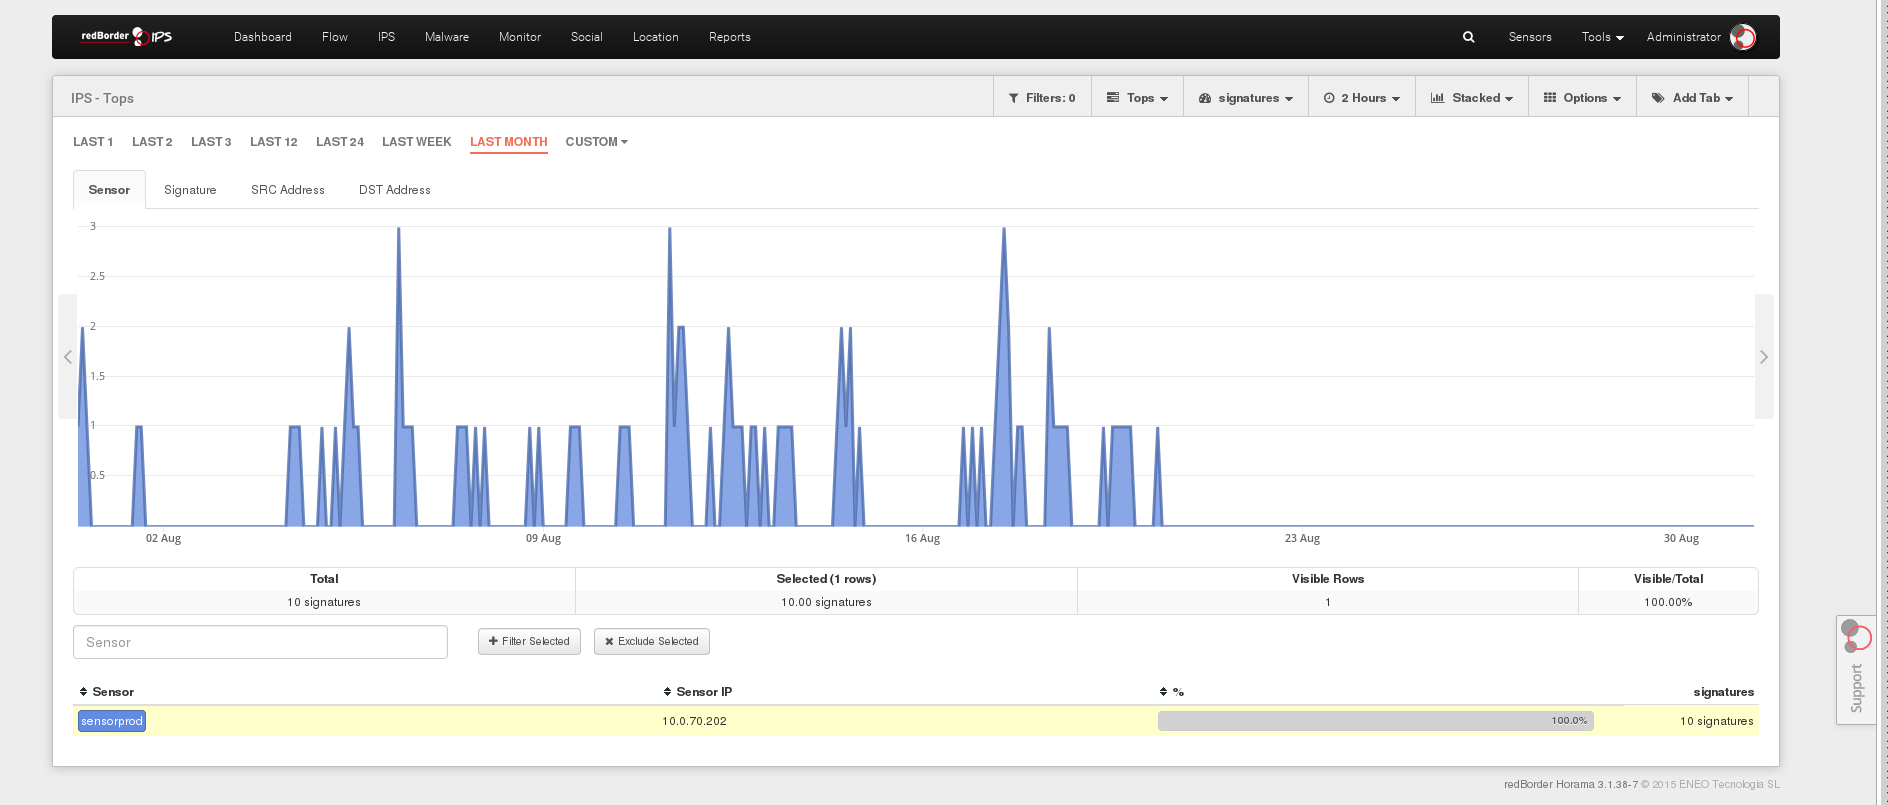 redBorder IPS Dashboard Flow IPS Malware Monitor Social Location Reports Sensors Tools Administrator
IPS - Tops Filters: 0 Tops signatures 2 Hours Stacked Options Add Tab
LAST 1 LAST 2 LAST 3 LAST 12 LAST 24 LAST WEEK LAST MONTH CUSTOM
Sensor Signature SRC Address DST Address
3
2.5
2
1.5
1
0.5
02 Aug 09 Aug 16 Aug 23 Aug 30 Aug
Total Selected (1 rows) Visible Rows Visible/Total
10 signatures 10.00 signatures 1 100.00%
Sensor Filter Selected Exclude Selected
Sensor Sensor IP % signatures
sensorprod 10.0.70.202 100.0% 10 signatures
Support
redBorder Horama 3.1.38-7 © 2015 ENEO Tecnologia SL